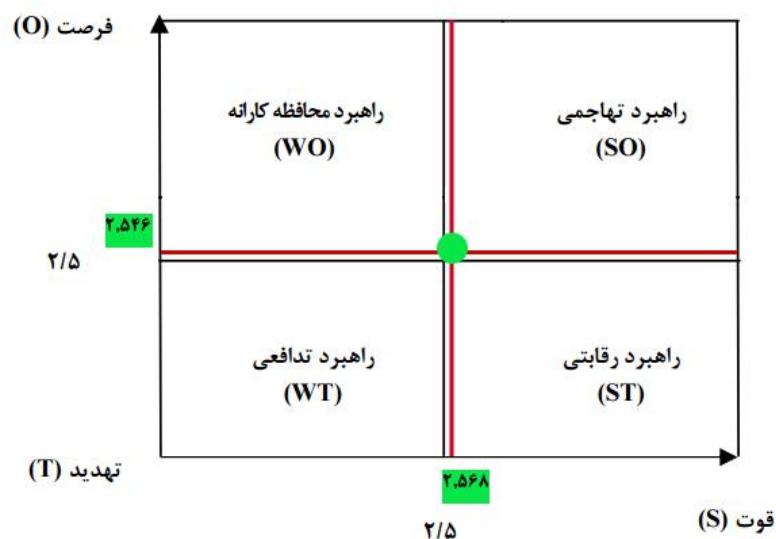 فرصت (O)
راهبرد محافظه کارانه
(WO)
راهبرد تهاجمی
(SO)
۲٫۵۴۶
۲/۵
راهبرد تدافعی
(WT)
راهبرد رقابتی
(ST)
تهدید (T)
۲٫۵۶۸
۲/۵
قوت (S)